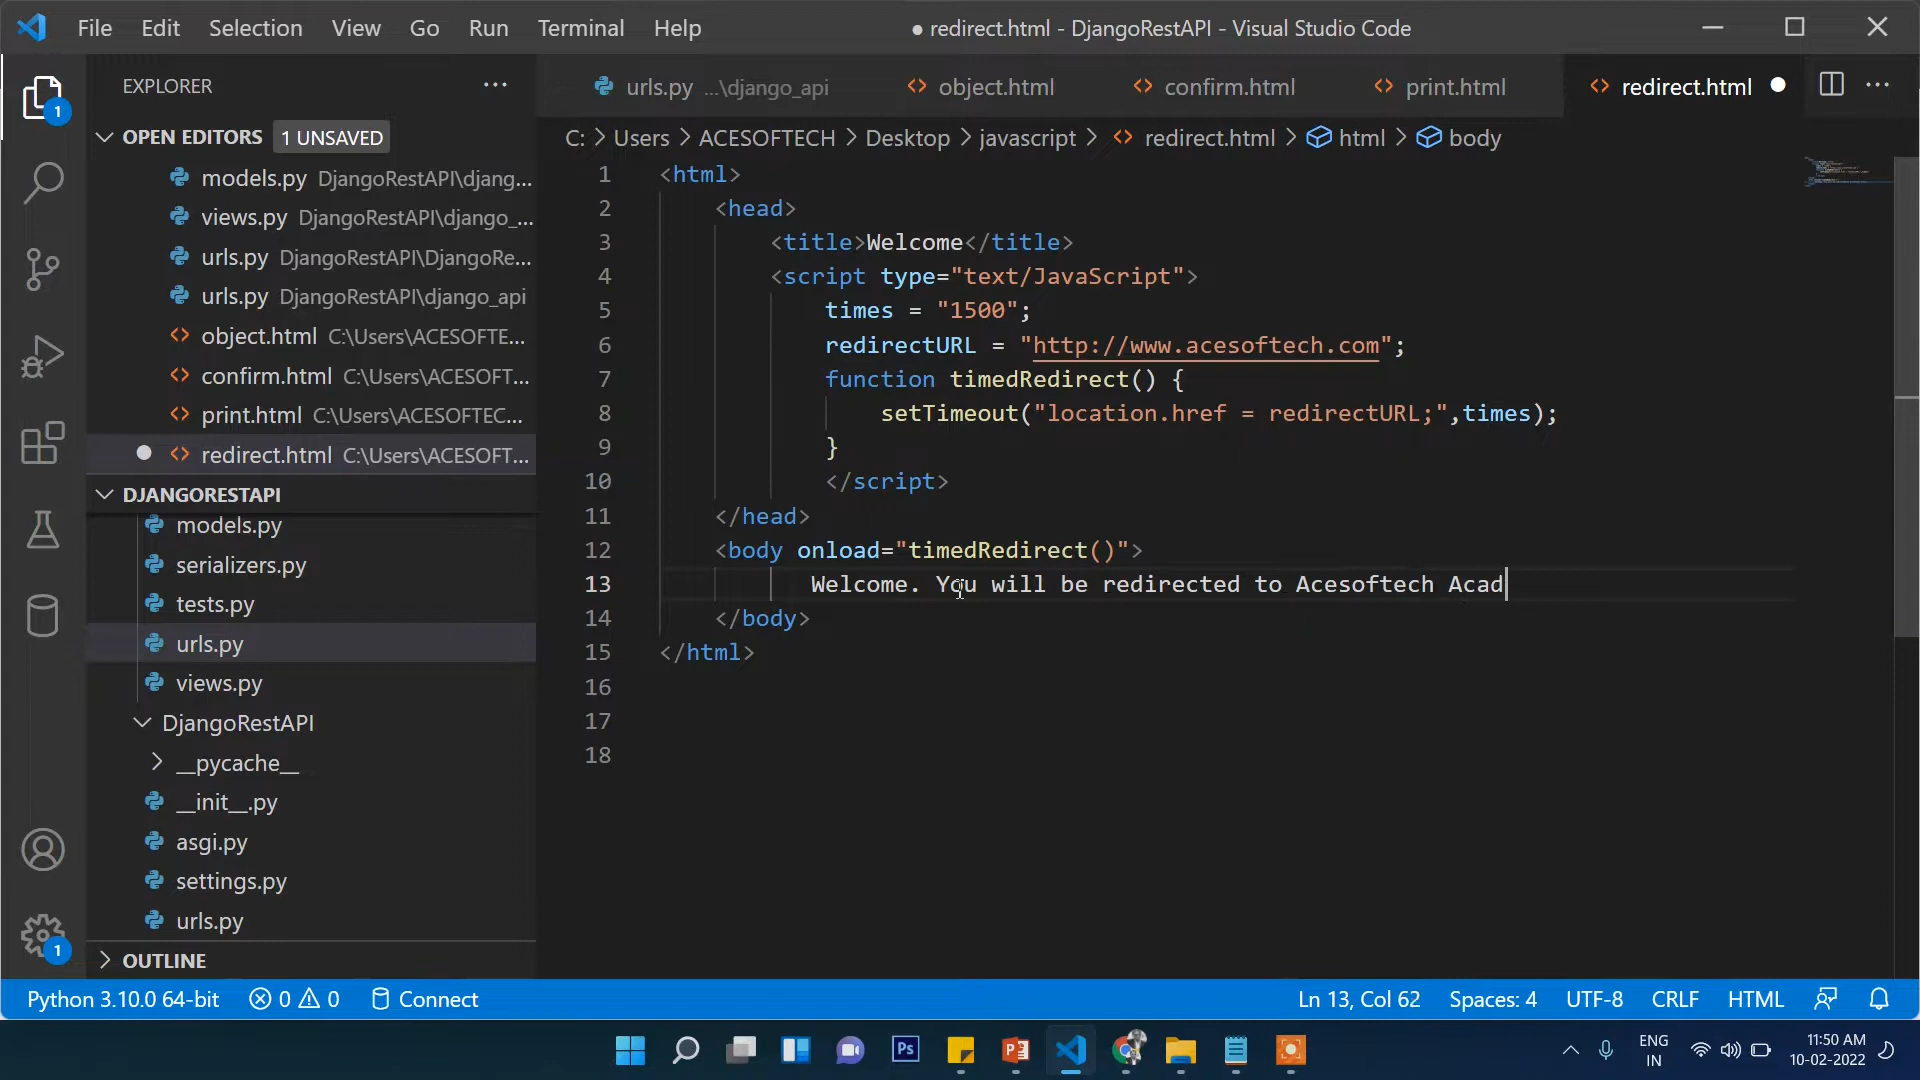 File Edit Selection View Go Run Terminal Help
● redirect.html - DjangoRestAPI - Visual Studio Code
EXPLORER ···
urls.py ...\django_api
object.html
confirm.html
print.html
redirect.html
1
OPEN EDITORS 1 UNSAVED
C: > Users > ACESOFTECH > Desktop > javascript > redirect.html > html > body
models.py DjangoRestAPI\djang...
views.py DjangoRestAPI\django_...
urls.py DjangoRestAPI\DjangoRe...
urls.py DjangoRestAPI\django_api
object.html C:\Users\ACESOFTE...
confirm.html C:\Users\ACESOFT...
print.html C:\Users\ACESOFTEC...
redirect.html C:\Users\ACESOFT...
DJANGORESTAPI
models.py
serializers.py
tests.py
urls.py
views.py
DjangoRestAPI
__pycache__
__init__.py
asgi.py
settings.py
urls.py
OUTLINE
1
1 <html>
2 <head>
3 <title>Welcome</title>
4 <script type="text/JavaScript">
5 times = "1500";
6 redirectURL = "http://www.acesoftech.com";
7 function timedRedirect() {
8 setTimeout("location.href = redirectURL;",times);
9 }
10 </script>
11 </head>
12 <body onload="timedRedirect()">
13 Welcome. You will be redirected to Acesoftech Acad
14 </body>
15 </html>
16
17
18
Python 3.10.0 64-bit 0 0 Connect
Ln 13, Col 62 Spaces: 4 UTF-8 CRLF HTML
Ps
P
ENG
IN
11:50 AM
10-02-2022